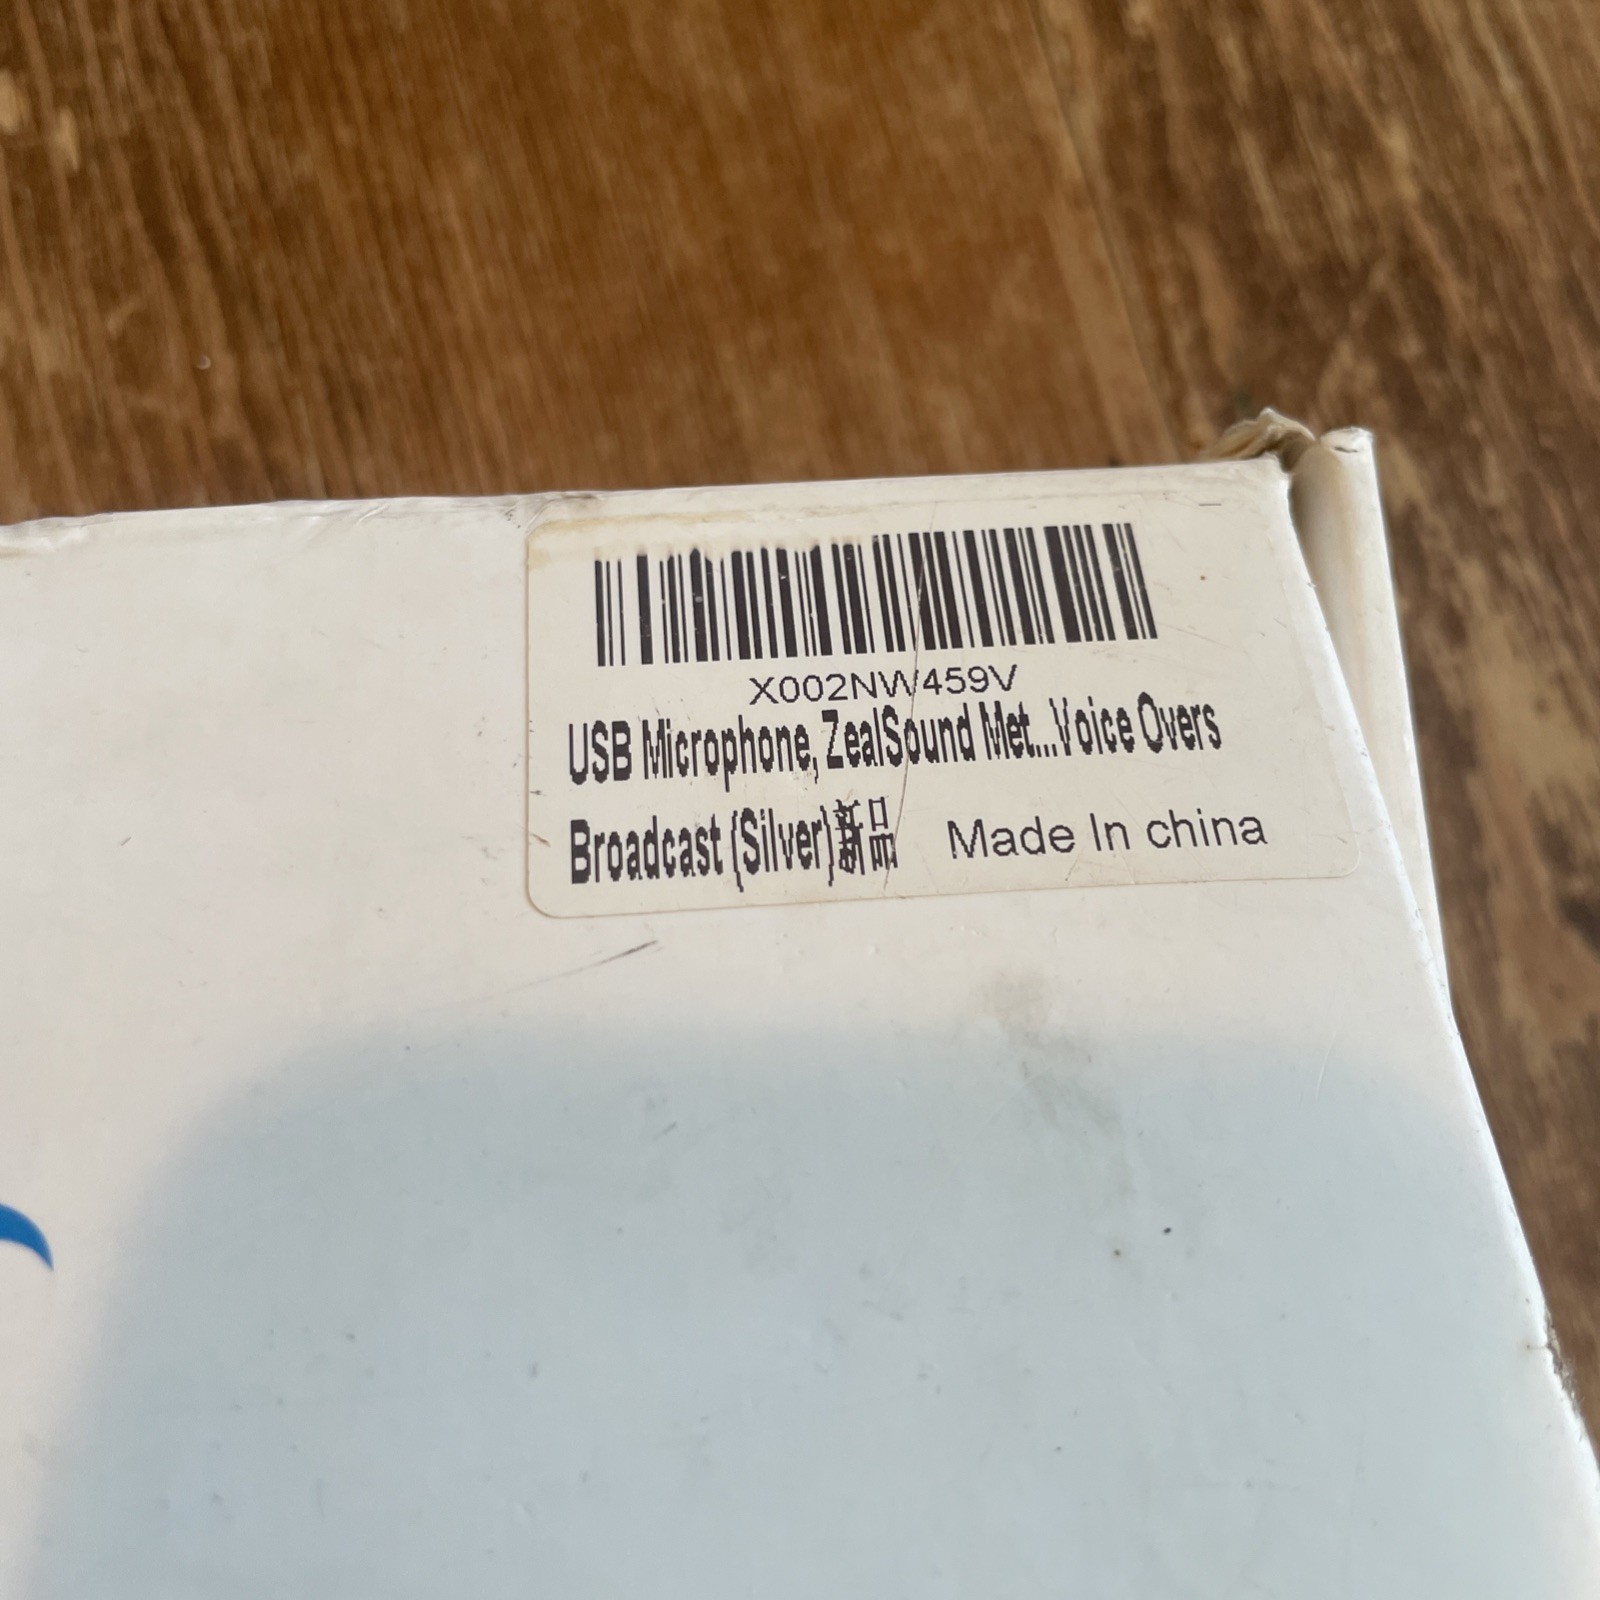 X002NW459V
USB Microphone, ZealSound Met...Voice Overs
Broadcast (Silver)新品 Made In china